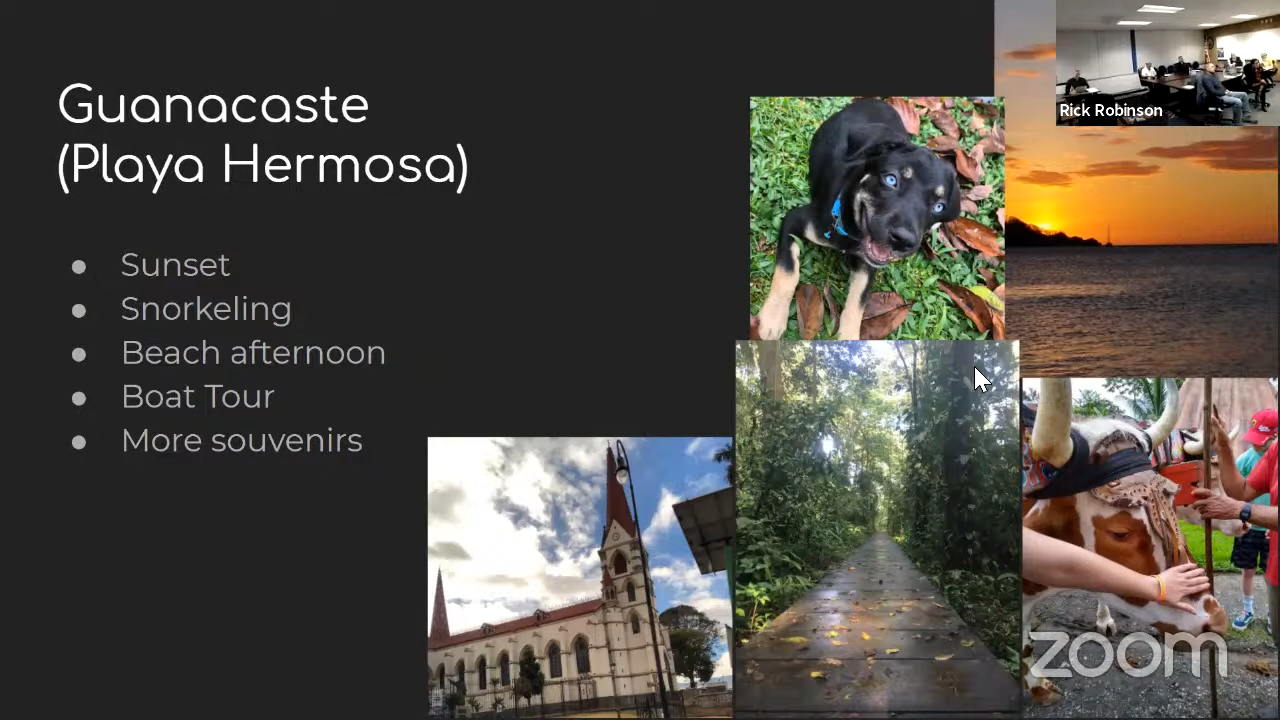 Guanacaste
(Playa Hermosa)
● Sunset
● Snorkeling
● Beach afternoon
● Boat Tour
● More souvenirs
Rick Robinson
zoom